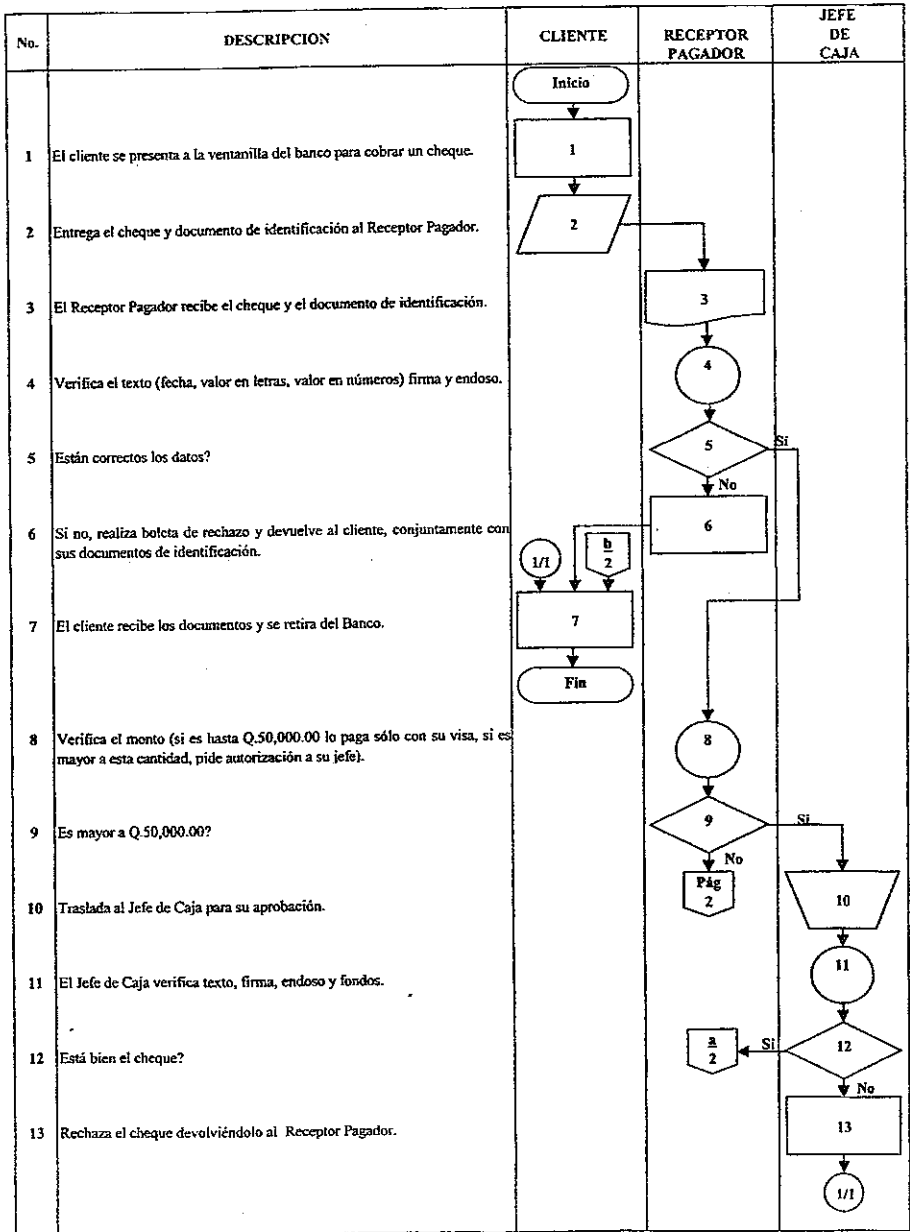 No.
DESCRIPCION
CLIENTE
RECEPTOR
PAGADOR
JEFE
DE
CAJA
Inicio
1
El cliente se presenta a la ventanilla del banco para cobrar un cheque.
1
2
Entrega el cheque y documento de identificación al Receptor Pagador.
2
3
El Receptor Pagador recibe el cheque y el documento de identificación.
3
4
Verifica el texto (fecha, valor en letras, valor en números) firma y endoso.
4
5
Están correctos los datos?
5
Si
No
6
Si no, realiza boleta de rechazo y devuelve al cliente, conjuntamente con
sus documentos de identificación.
6
1/1
b
2
7
El cliente recibe los documentos y se retira del Banco.
7
Fin
8
Verifica el monto (si es hasta Q.50,000.00 lo paga sólo con su visa, si es
mayor a esta cantidad, pide autorización a su jefe).
8
9
Es mayor a Q.50,000.00?
9
Si
No
Pág
2
10
Traslada al Jefe de Caja para su aprobación.
10
11
El Jefe de Caja verifica texto, firma, endoso y fondos.
11
12
Está bien el cheque?
a
2
Si
12
No
13
Rechaza el cheque devolviéndolo al Receptor Pagador.
13
1/1